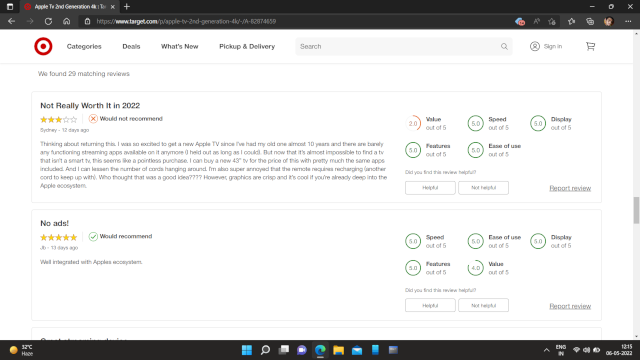 Apple Tv 2nd Generation 4k : Tar
https://www.target.com/p/apple-tv-2nd-generation-4k/-/A-82874659
Categories Deals What's New Pickup & Delivery Search Sign in
We found 29 matching reviews
Not Really Worth It in 2022
Would not recommend
Sydney - 12 days ago
Thinking about returning this. I was so excited to get a new Apple TV since I've had my old one almost 10 years and there are barely
any functioning streaming apps available on it anymore (I held out as long as I could). But now that it's almost impossible to find a tv
that isn't a smart tv, this seems like a pointless purchase. I can buy a new 43" tv for the price of this with pretty much the same apps
included. And I can lessen the number of cords hanging around. I'm also super annoyed that the remote requires recharging (another
cord to keep up with). Who thought that was a good idea???? However, graphics are crisp and it's cool if you're already deep into the
Apple ecosystem.
2.0 Value out of 5
5.0 Speed out of 5
5.0 Display out of 5
5.0 Features out of 5
5.0 Ease of use out of 5
Did you find this review helpful?
Helpful Not helpful Report review
No ads!
Would recommend
Jb - 13 days ago
Well integrated with Apples ecosystem.
5.0 Speed out of 5
5.0 Ease of use out of 5
5.0 Display out of 5
5.0 Features out of 5
4.0 Value out of 5
Did you find this review helpful?
Helpful Not helpful Report review
32°C
Haze
ENG
IN
12:15
06-05-2022